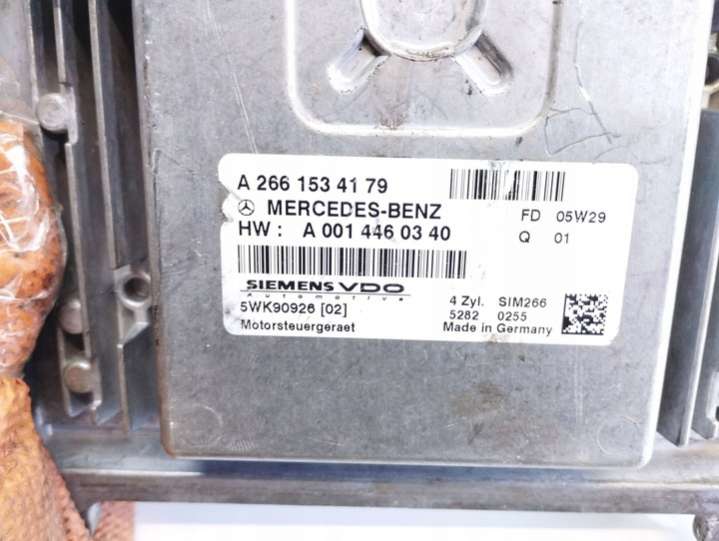 A 266 153 41 79
MERCEDES-BENZ
HW : A 001 446 03 40
FD 05W29
Q 01
SIEMENS VDO
Automotive
5WK90926 [02]
Motorsteuergeraet
4 Zyl. SIM266
5282 0255
Made in Germany